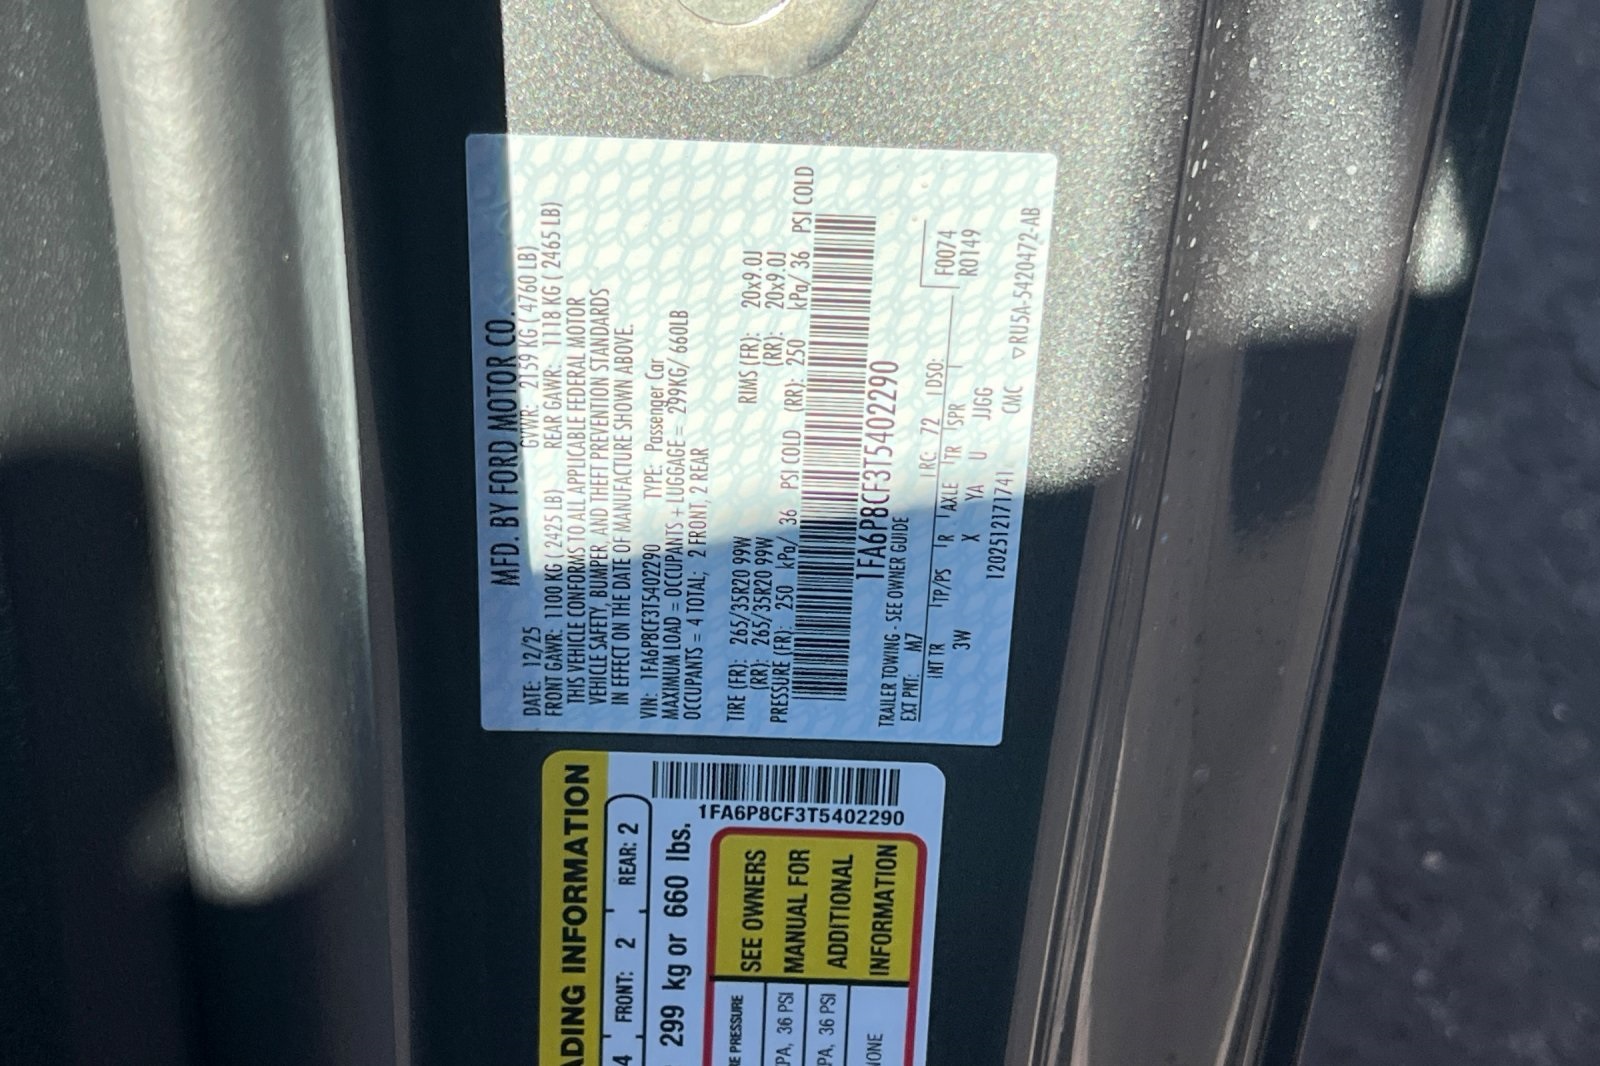 MFD. BY FORD MOTOR CO.
DATE: 12/25 GVWR: 2159 KG ( 4760 LB)
FRONT GAWR: 1100 KG ( 2425 LB) REAR GAWR: 1118 KG ( 2465 LB)
THIS VEHICLE CONFORMS TO ALL APPLICABLE FEDERAL MOTOR
VEHICLE SAFETY, BUMPER, AND THEFT PREVENTION STANDARDS
IN EFFECT ON THE DATE OF MANUFACTURE SHOWN ABOVE.
VIN: 1FA6P8CF3T5402290 TYPE: Passenger Car
MAXIMUM LOAD = OCCUPANTS + LUGGAGE = 299KG/ 660LB
OCCUPANTS = 4 TOTAL; 2 FRONT, 2 REAR
TIRE (FR): 265/35R20 99W RIMS (FR): 20x9.0J
(RR): 265/35R20 99W (RR): 20x9.0J
PRESSURE (FR): 250 kPa/ 36 PSI COLD (RR): 250 kPa/ 36 PSI COLD
1FA6P8CF3T5402290
TRAILER TOWING - SEE OWNER GUIDE
EXT PNT: M7 RC: 72 DSO: F0074
INT TR TP/PS R AXLE TR SPR R0149
3W X YA U JJGG
120251217174I CMC ▽RU5A-5420472-AB
ADING INFORMATION
4 FRONT: 2 REAR: 2
299 kg or 660 lbs.
1FA6P8CF3T5402290
RE PRESSURE
PA, 36 PSI
PA, 36 PSI
ONE
SEE OWNERS
MANUAL FOR
ADDITIONAL
INFORMATION